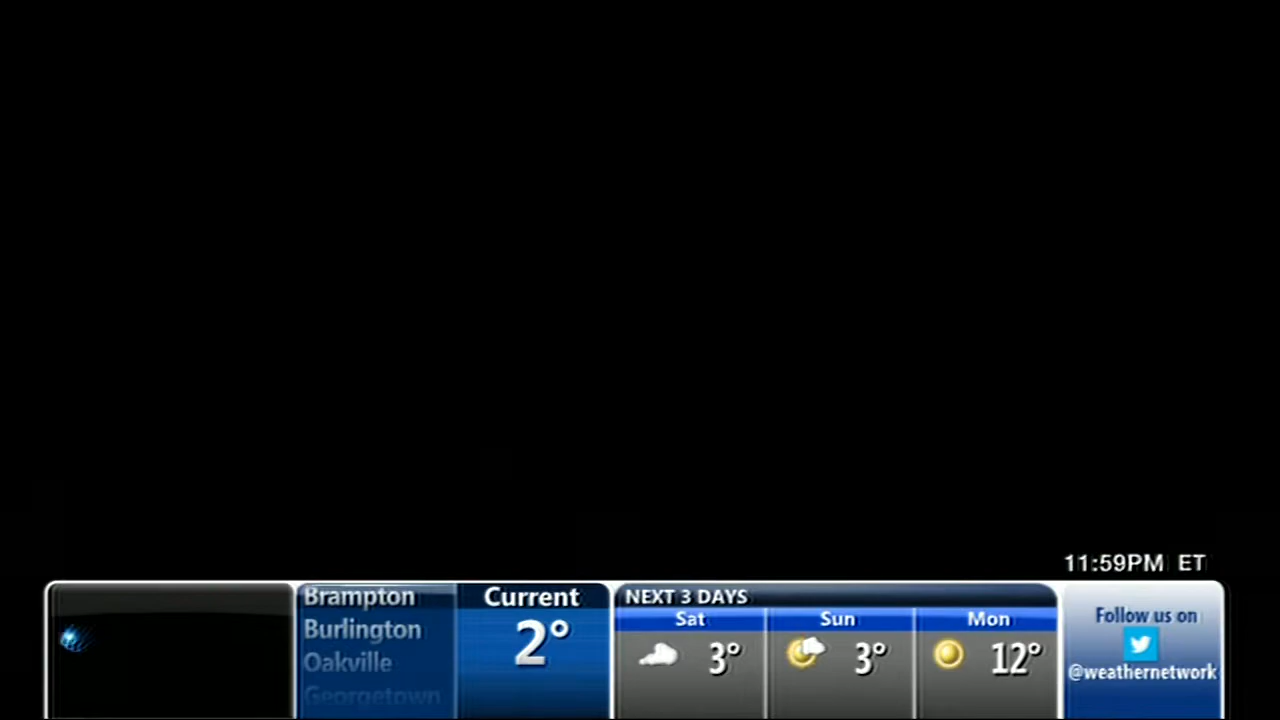 11:59PM ET
Brampton
Burlington
Oakville
Georgetown
Current
2°
NEXT 3 DAYS
Sat
3°
Sun
3°
Mon
12°
Follow us on
@weathernetwork